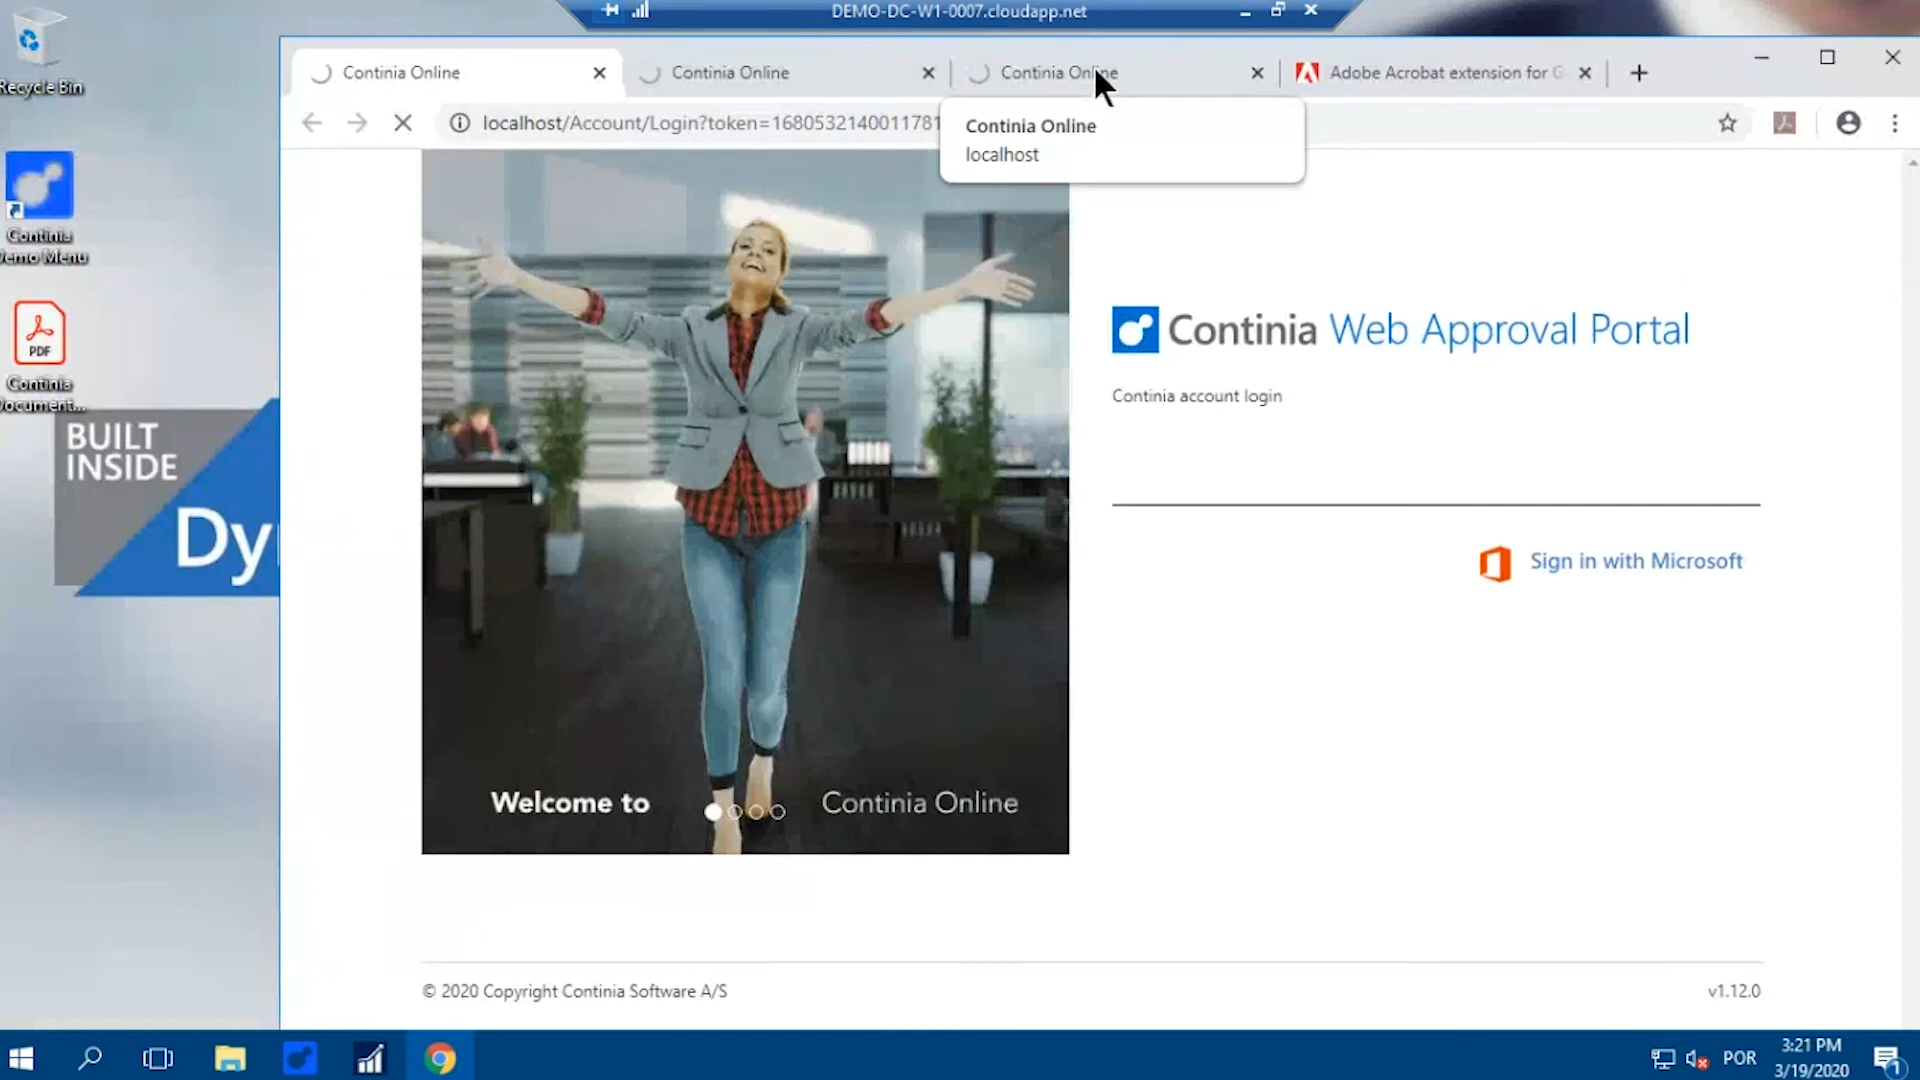 DEMO-DC-W1-0007.cloudapp.net
Recycle Bin
Continia Online
Continia Online
Continia Online
Adobe Acrobat extension for G
localhost/Account/Login?token=1680532140011781
Continia Online
localhost
Continia
Demo Menu
PDF
Continia
Document...
BUILT
INSIDE
Dy
Continia Web Approval Portal
Continia account login
Sign in with Microsoft
Welcome to
Continia Online
© 2020 Copyright Continia Software A/S
v1.12.0
POR
3:21 PM
3/19/2020
1